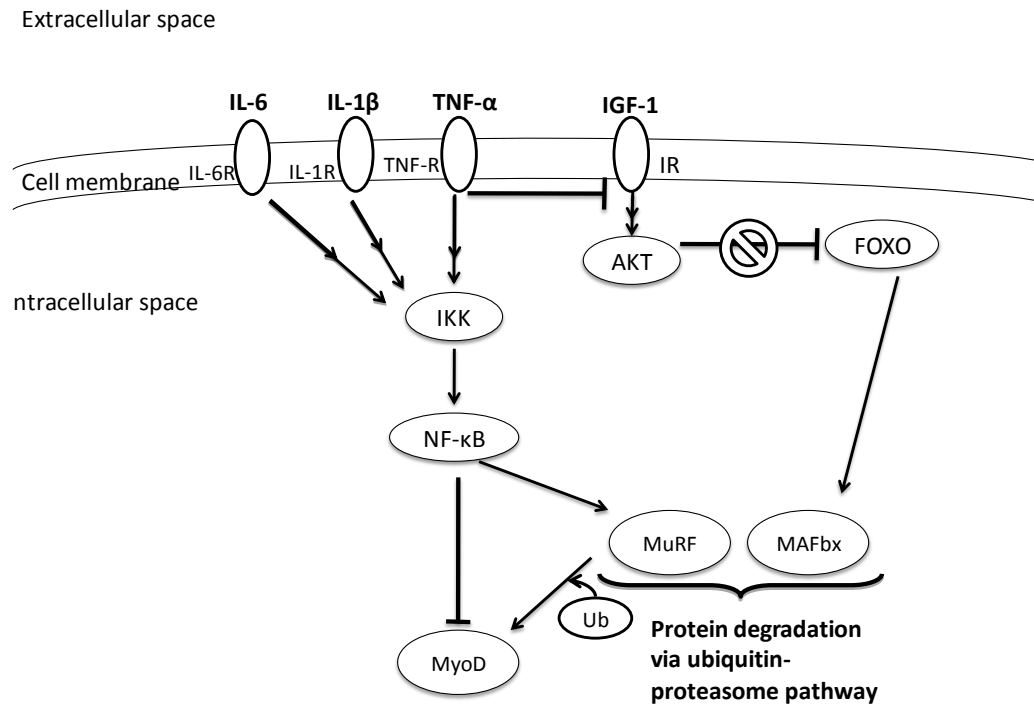 Extracellular space
IL-6
IL-1β
TNF-α
IGF-1
IL-6R
IL-1R
TNF-R
IR
Cell membrane
AKT
FOXO
ntracellular space
IKK
NF-κB
MuRF
MAFbx
Ub
MyoD
Protein degradation
via ubiquitin-
proteasome pathway